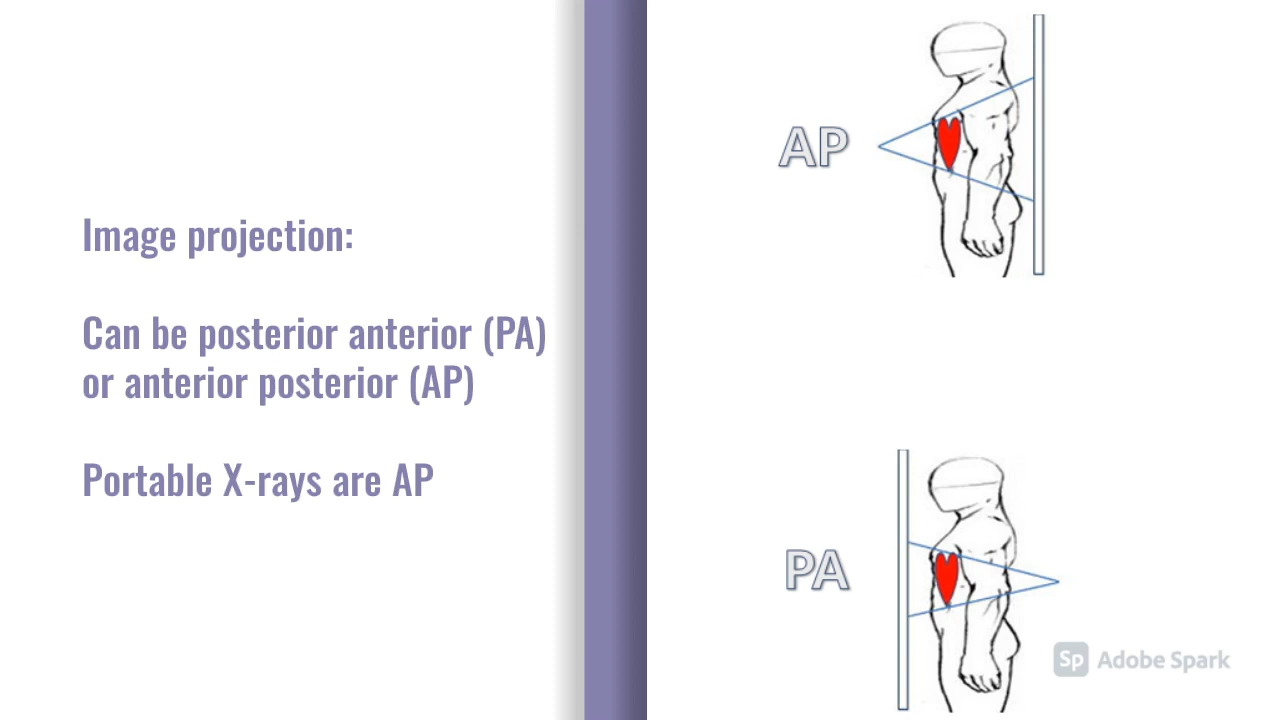 Image projection:
Can be posterior anterior (PA)
or anterior posterior (AP)
Portable X-rays are AP
AP
PA
Sp Adobe Spark